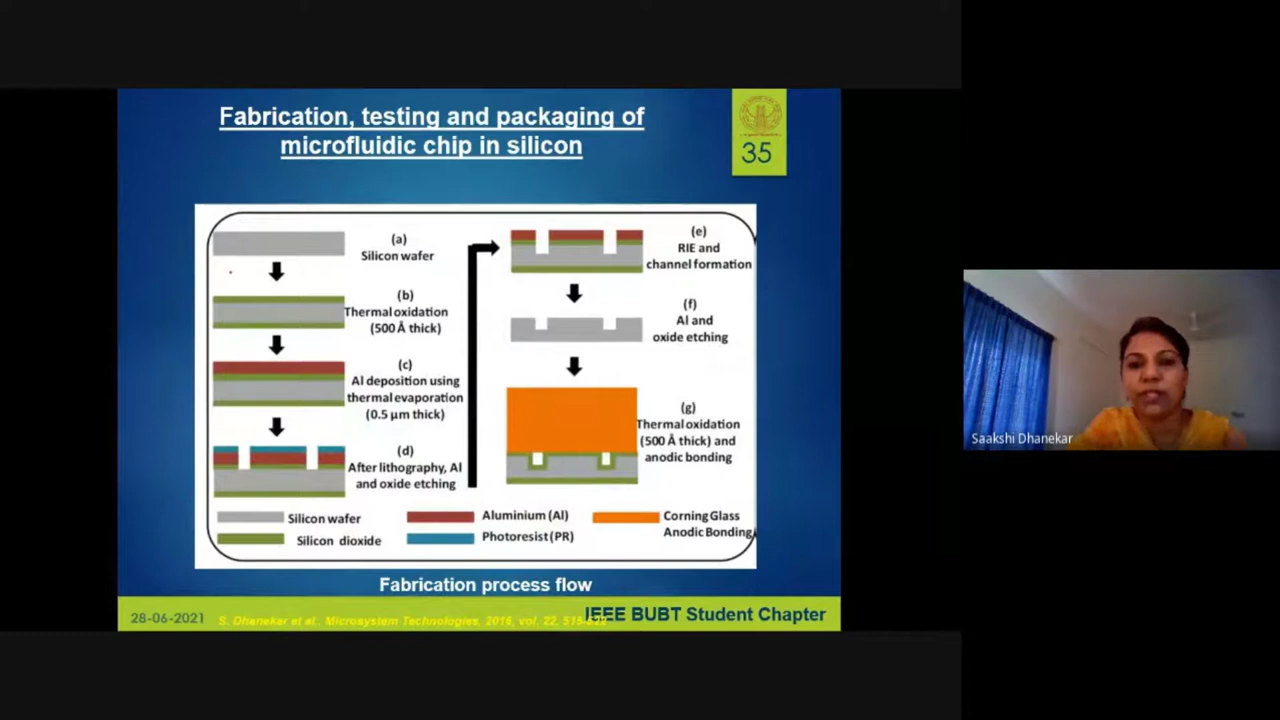 Fabrication, testing and packaging of
microfluidic chip in silicon
35
(a)
Silicon wafer
(b)
Thermal oxidation
(500 Å thick)
(c)
Al deposition using
thermal evaporation
(0.5 µm thick)
(d)
After lithography, Al
and oxide etching
(e)
RIE and
channel formation
(f)
Al and
oxide etching
(g)
Thermal oxidation
(500 Å thick) and
anodic bonding
Silicon wafer
Aluminium (Al)
Corning Glass
Anodic Bonding
Silicon dioxide
Photoresist (PR)
Fabrication process flow
28-06-2021
S. Dhanekar et al., Microsystem Technologies, 2016, vol. 22,
IEEE BUBT Student Chapter
Saakshi Dhanekar